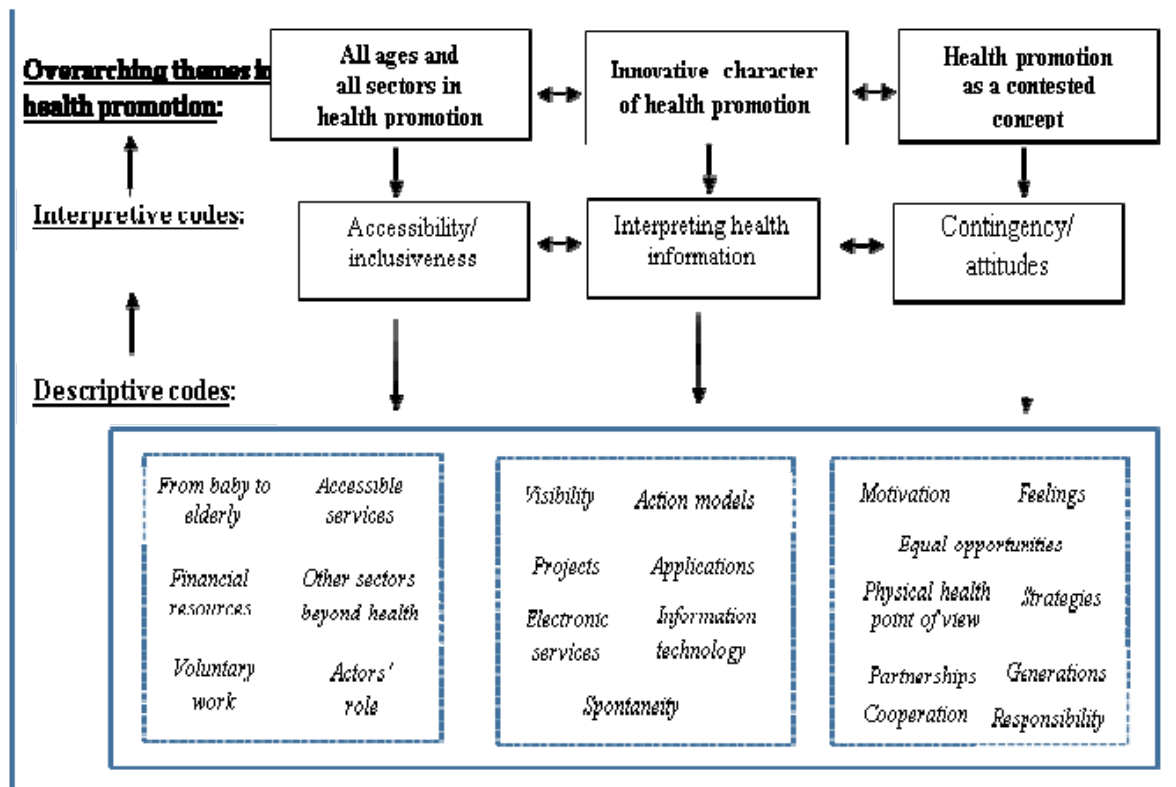 Overarching themes in
health promotion:
All ages and
all sectors in
health promotion
Innovative character
of health promotion
Health promotion
as a contested
concept
Interpretive codes:
Accessibility/
inclusiveness
Interpreting health
information
Contingency/
attitudes
Descriptive codes:
From baby to
elderly
Accessible
services
Financial
resources
Other sectors
beyond health
Voluntary
work
Actors'
role
Visibility
Action models
Projects
Applications
Electronic
services
Information
technology
Spontaneity
Motivation
Feelings
Equal opportunities
Physical health
point of view
Strategies
Partnerships
Generations
Cooperation
Responsibility